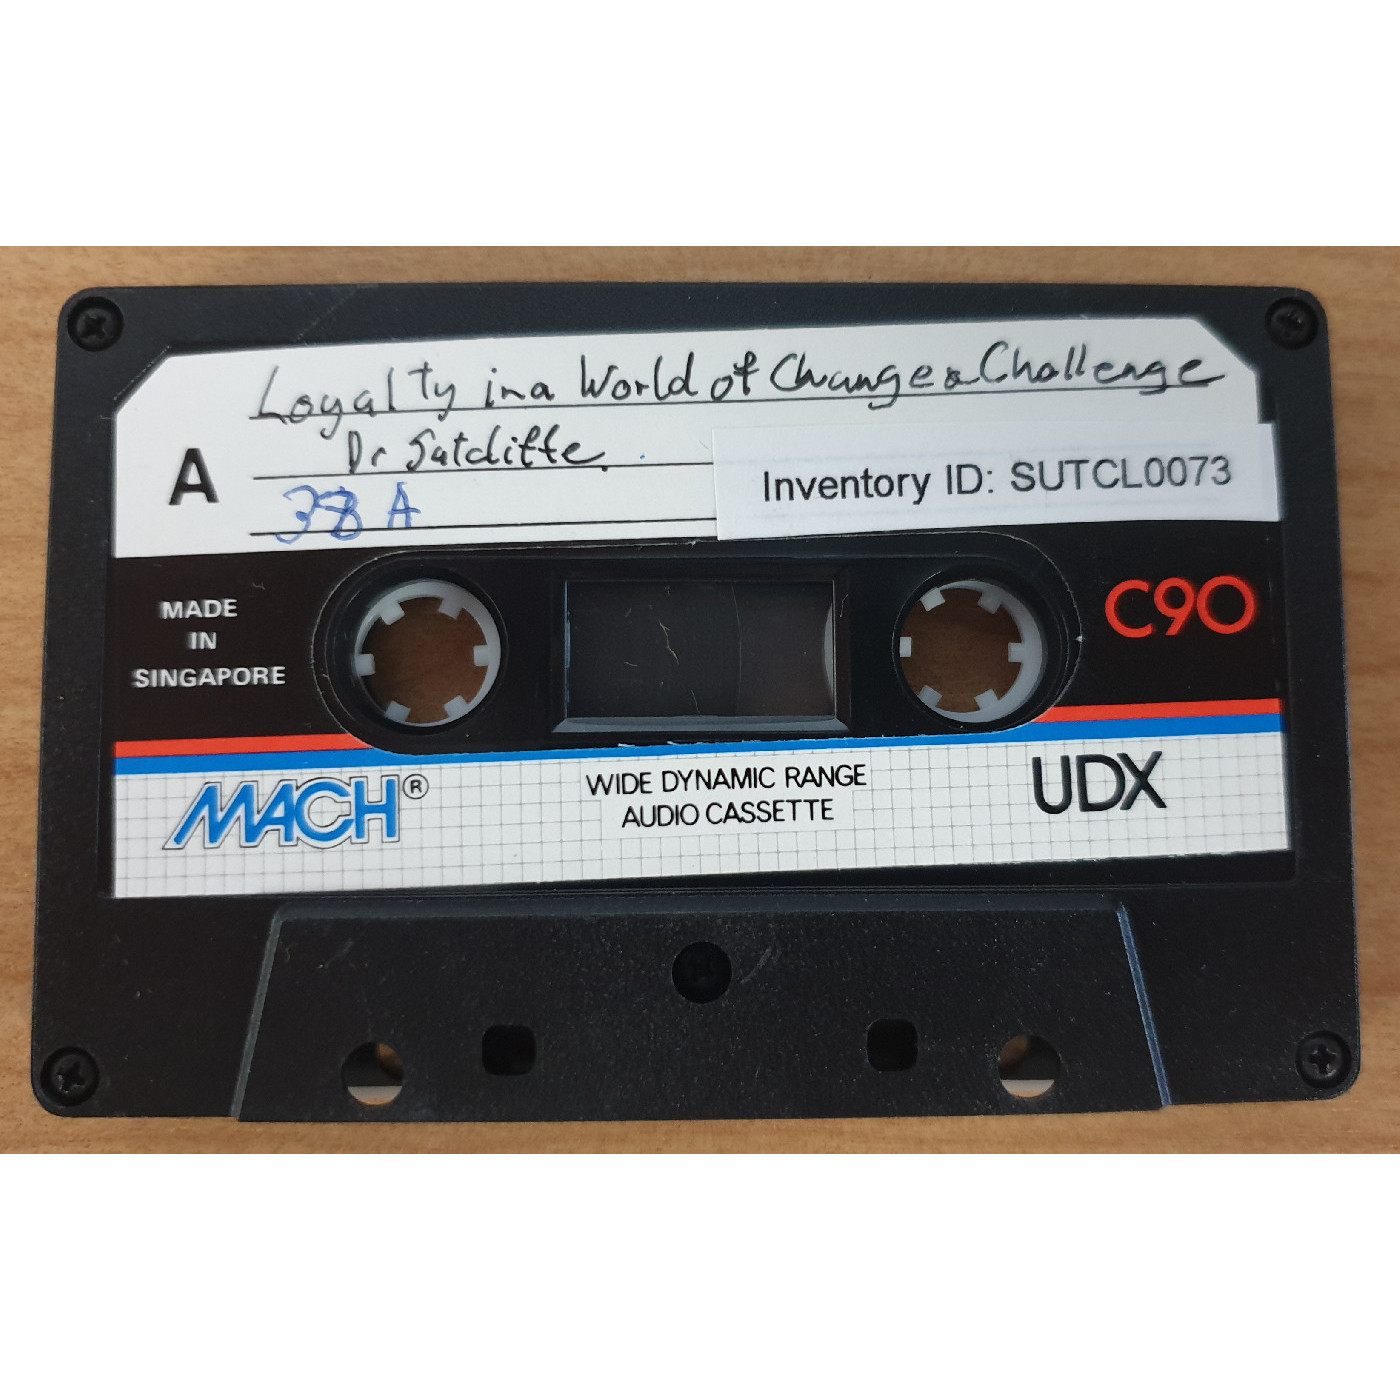 Loyalty in a World of Change & Challenge
Dr Sutcliffe.
A
38 A
Inventory ID: SUTCL0073
MADE
IN
SINGAPORE
C90
MACH®
WIDE DYNAMIC RANGE
AUDIO CASSETTE
UDX